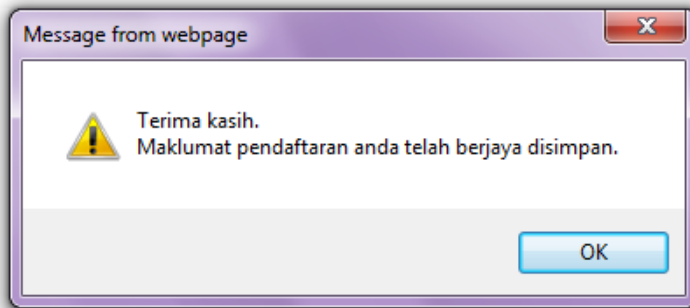 Message from webpage
Terima kasih.
Maklumat pendaftaran anda telah berjaya disimpan.
OK